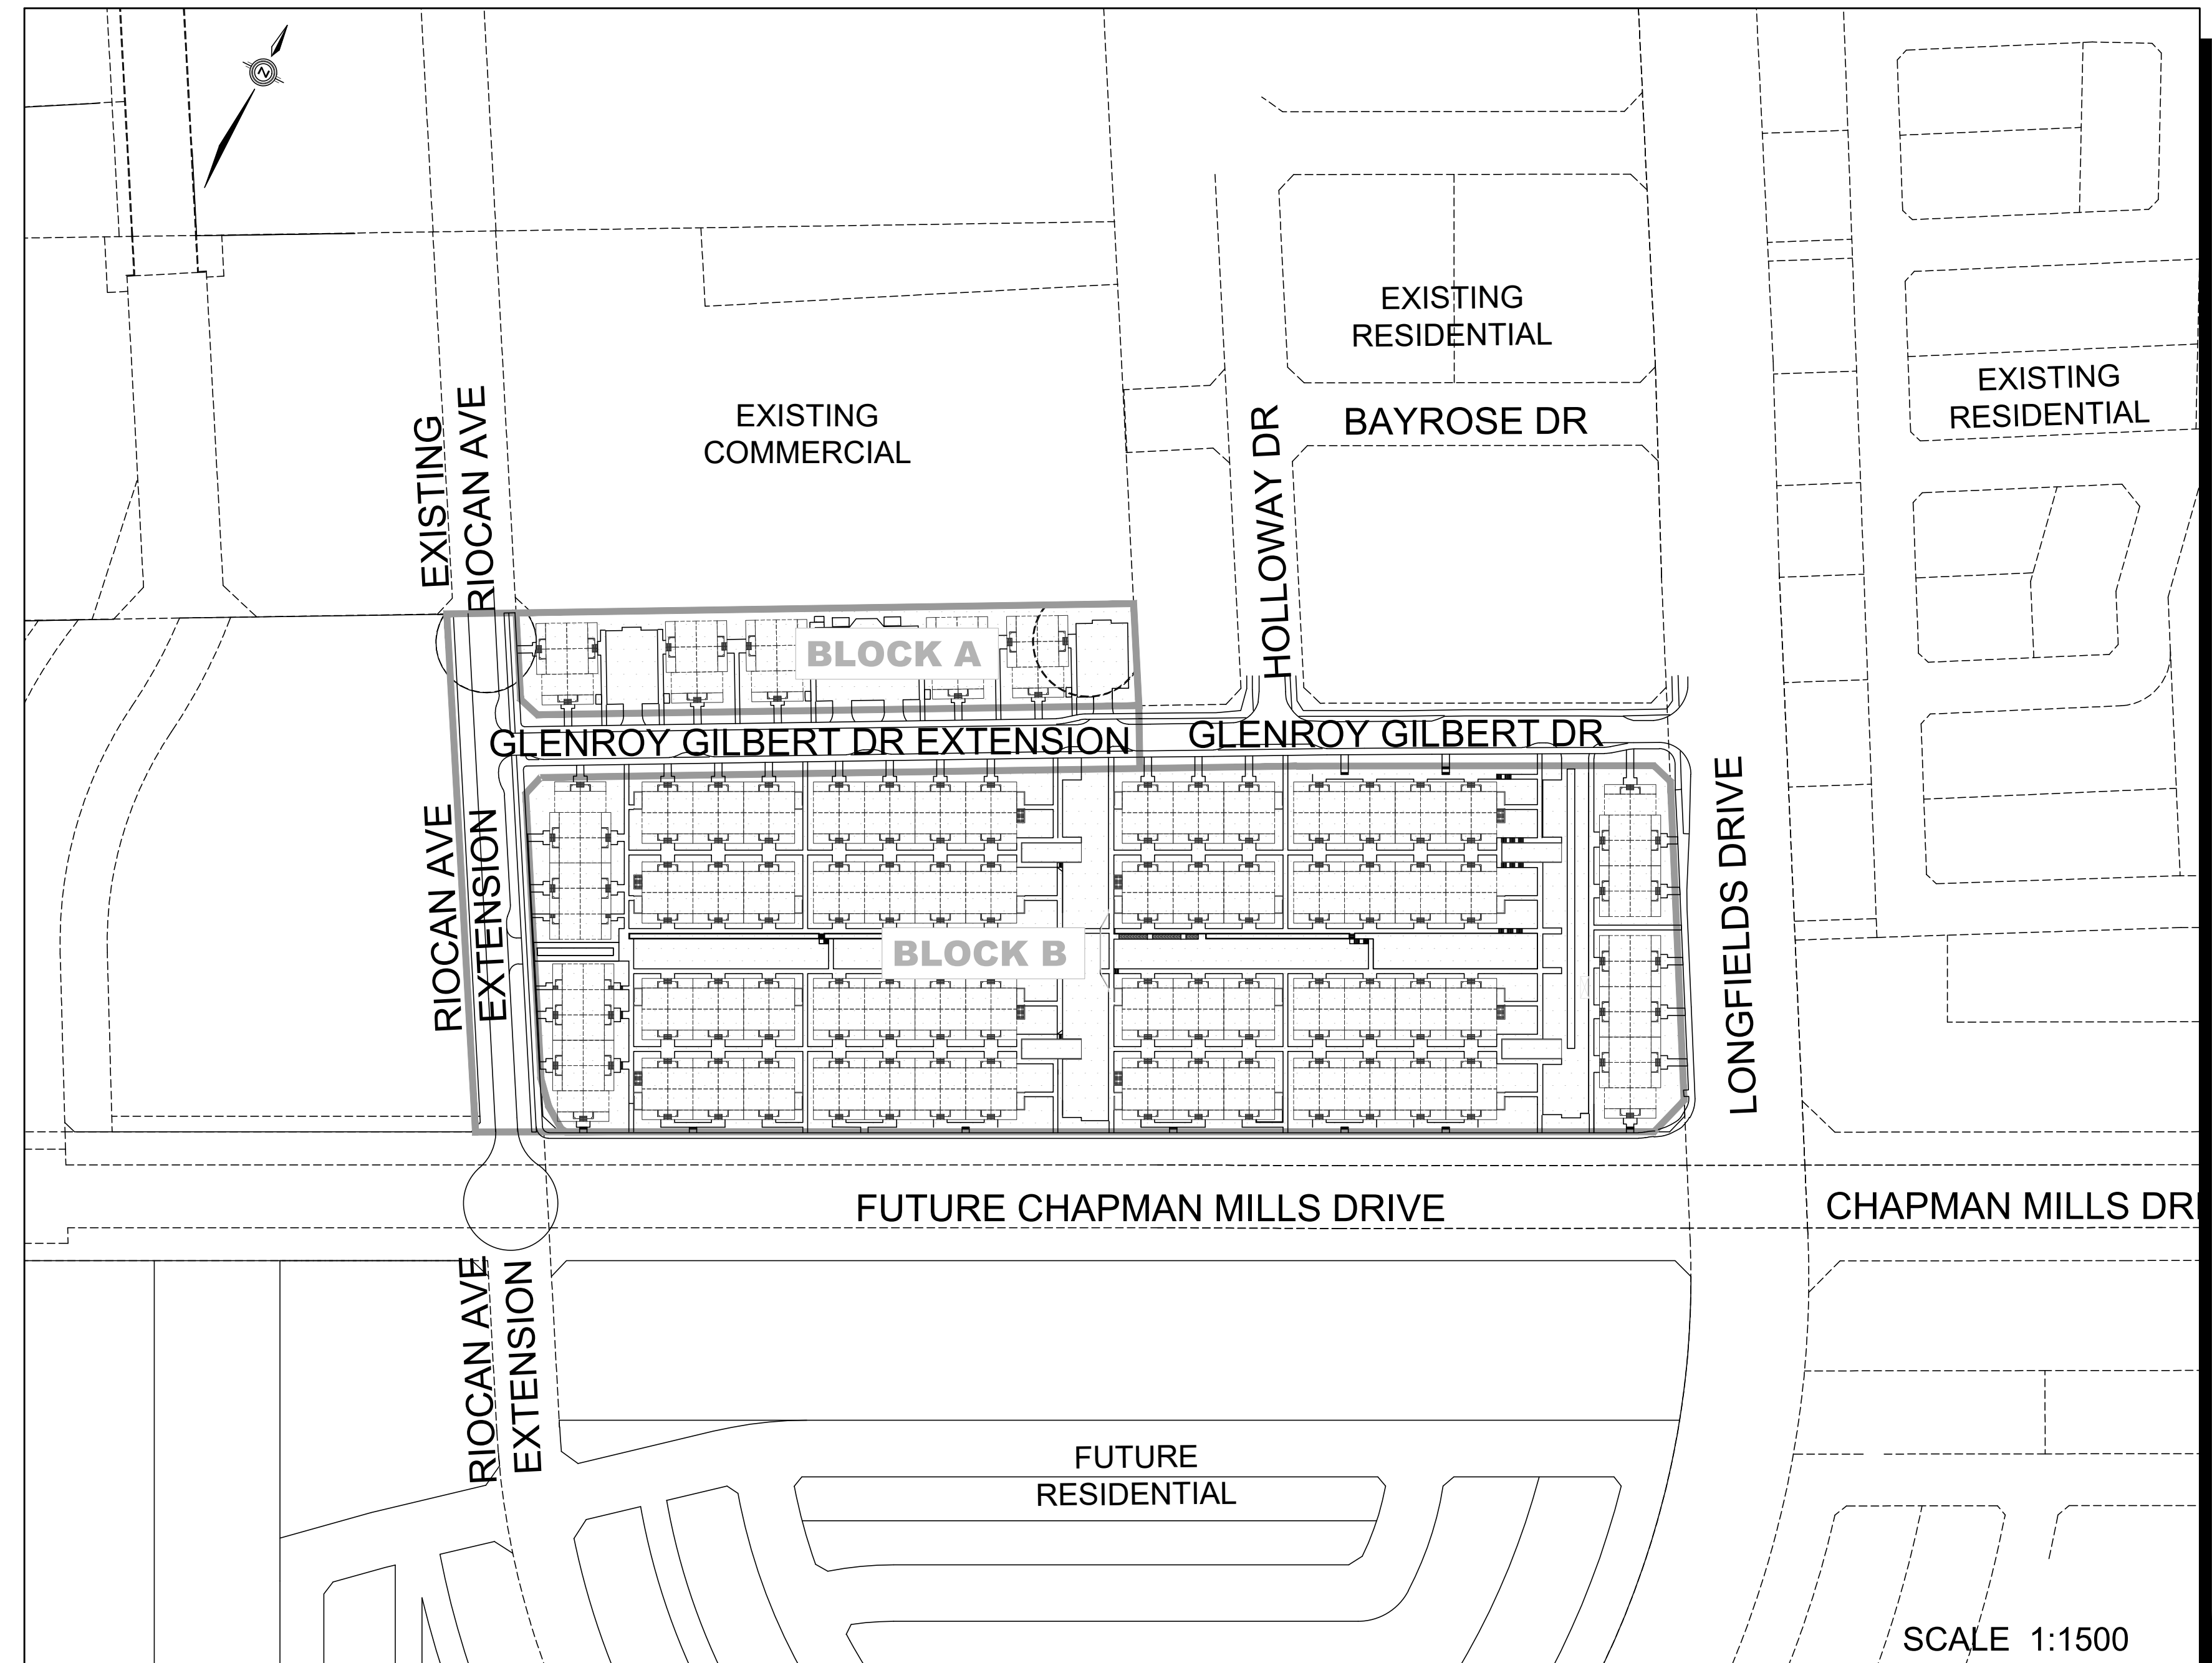 N
EXISTING
RESIDENTIAL
EXISTING
RESIDENTIAL
EXISTING
COMMERCIAL
BAYROSE DR
EXISTING
RIOCAN AVE
HOLLOWAY DR
BLOCK A
GLENROY GILBERT DR EXTENSION
GLENROY GILBERT DR
RIOCAN AVE
EXTENSION
LONGFIELDS DRIVE
BLOCK B
FUTURE CHAPMAN MILLS DRIVE
CHAPMAN MILLS DRI
RIOCAN AVE
EXTENSION
FUTURE
RESIDENTIAL
SCALE 1:1500